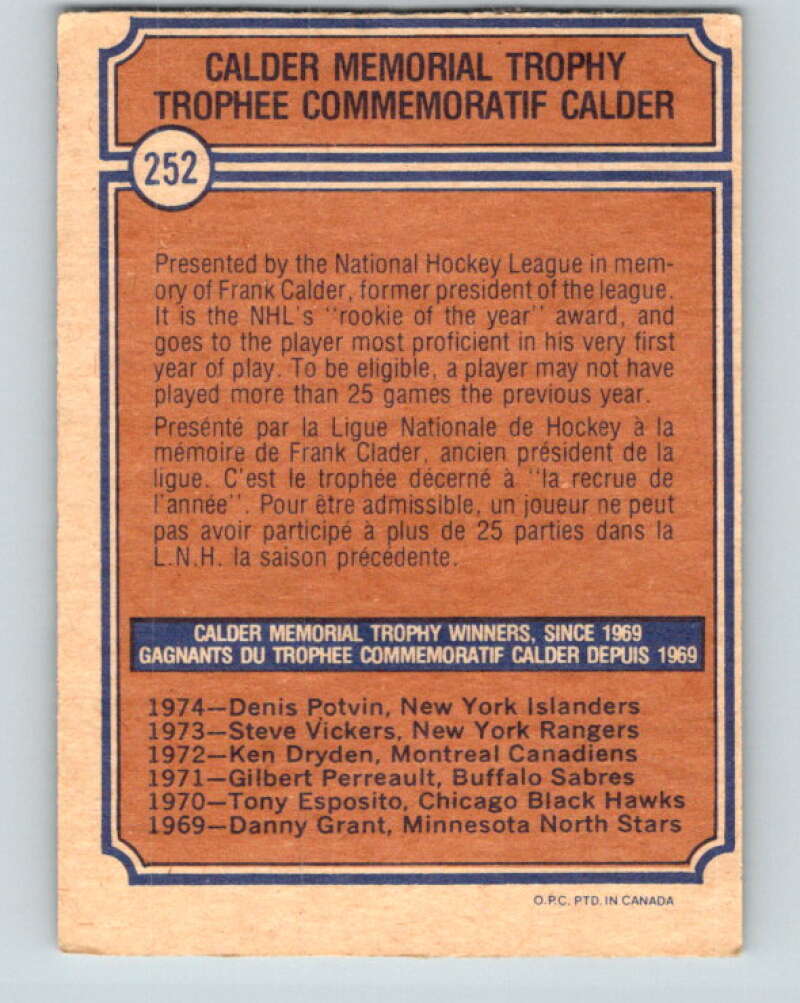 CALDER MEMORIAL TROPHY
TROPHEE COMMEMORATIF CALDER
252
Presented by the National Hockey League in mem-
ory of Frank Calder, former president of the league.
It is the NHL's "rookie of the year" award, and
goes to the player most proficient in his very first
year of play. To be eligible, a player may not have
played more than 25 games the previous year.
Presénté par la Ligue Nationale de Hockey à la
mémoire de Frank Clader, ancien président de la
ligue. C'est le trophée décerné à "la recrue de
l'année". Pour être admissible, un joueur ne peut
pas avoir participé à plus de 25 parties dans la
L.N.H. la saison précédente.
CALDER MEMORIAL TROPHY WINNERS, SINCE 1969
GAGNANTS DU TROPHEE COMMEMORATIF CALDER DEPUIS 1969
1974—Denis Potvin, New York Islanders
1973—Steve Vickers, New York Rangers
1972—Ken Dryden, Montreal Canadiens
1971—Gilbert Perreault, Buffalo Sabres
1970—Tony Esposito, Chicago Black Hawks
1969—Danny Grant, Minnesota North Stars
O.P.C. PTD. IN CANADA